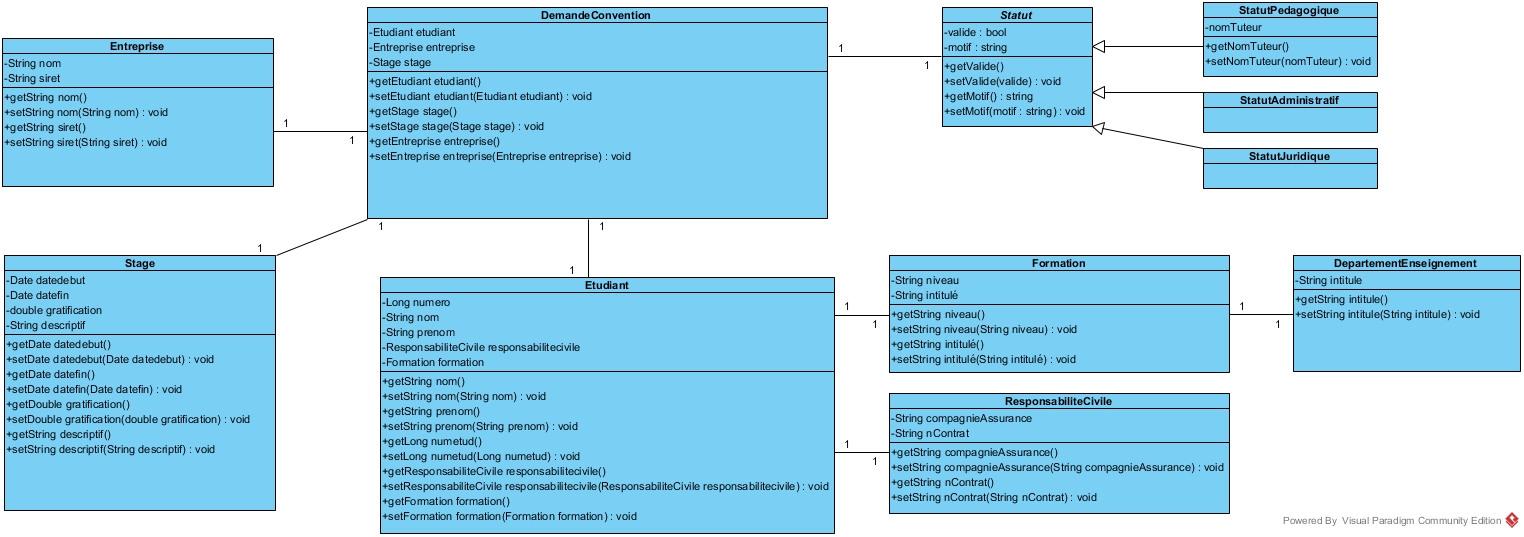 Entreprise
-String nom
-String siret
+getString nom()
+setString nom(String nom) : void
+getString siret()
+setString siret(String siret) : void
1
1
DemandeConvention
-Etudiant etudiant
-Entreprise entreprise
-Stage stage
+getEtudiant etudiant()
+setEtudiant etudiant(Etudiant etudiant) : void
+getStage stage()
+setStage stage(Stage stage) : void
+getEntreprise entreprise()
+setEntreprise entreprise(Entreprise entreprise) : void
1
1
Statut
-valide : bool
-motif : string
+getValide()
+setValide(valide) : void
+getMotif() : string
+setMotif(motif : string) : void
StatutPedagogique
-nomTuteur
+getNomTuteur()
+setNomTuteur(nomTuteur) : void
StatutAdministratif
StatutJuridique
1
1
1
1
Stage
-Date datedebut
-Date datefin
-double gratification
-String descriptif
+getDate datedebut()
+setDate datedebut(Date datedebut) : void
+getDate datefin()
+setDate datefin(Date datefin) : void
+getDouble gratification()
+setDouble gratification(double gratification) : void
+getString descriptif()
+setString descriptif(String descriptif) : void
Etudiant
-Long numero
-String nom
-String prenom
-ResponsabiliteCivile responsabilitecivile
-Formation formation
+getString nom()
+setString nom(String nom) : void
+getString prenom()
+setString prenom(String prenom) : void
+getLong numetud()
+setLong numetud(Long numetud) : void
+getResponsabiliteCivile responsabilitecivile()
+setResponsabiliteCivile responsabilitecivile(ResponsabiliteCivile responsabilitecivile) : void
+getFormation formation()
+setFormation formation(Formation formation) : void
1
1
Formation
-String niveau
-String intitulé
+getString niveau()
+setString niveau(String niveau) : void
+getString intitulé()
+setString intitulé(String intitulé) : void
1
1
DepartementEnseignement
-String intitule
+getString intitule()
+setString intitule(String intitule) : void
1
1
ResponsabiliteCivile
-String compagnieAssurance
-String nContrat
+getString compagnieAssurance()
+setString compagnieAssurance(String compagnieAssurance) : void
+getString nContrat()
+setString nContrat(String nContrat) : void
Powered By Visual Paradigm Community Edition